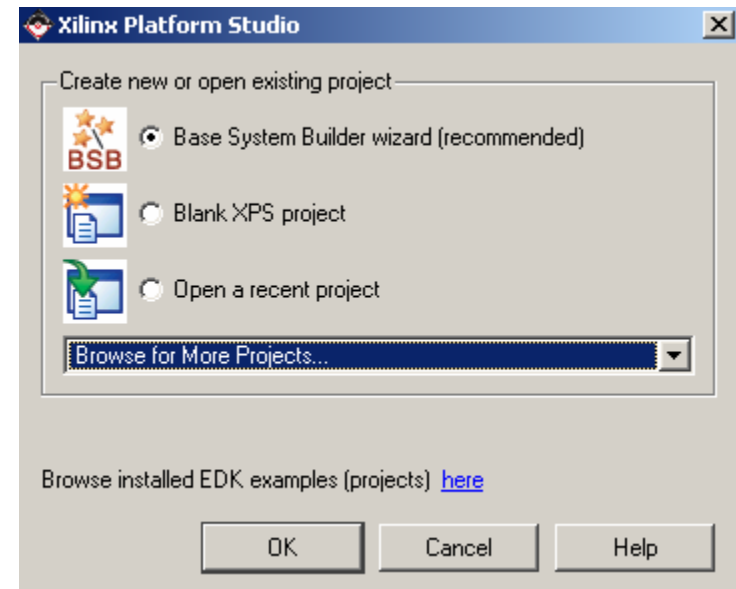 Xilinx Platform Studio
Create new or open existing project
BSB
Base System Builder wizard (recommended)
Blank XPS project
Open a recent project
Browse for More Projects...
Browse installed EDK examples (projects) here
OK Cancel Help